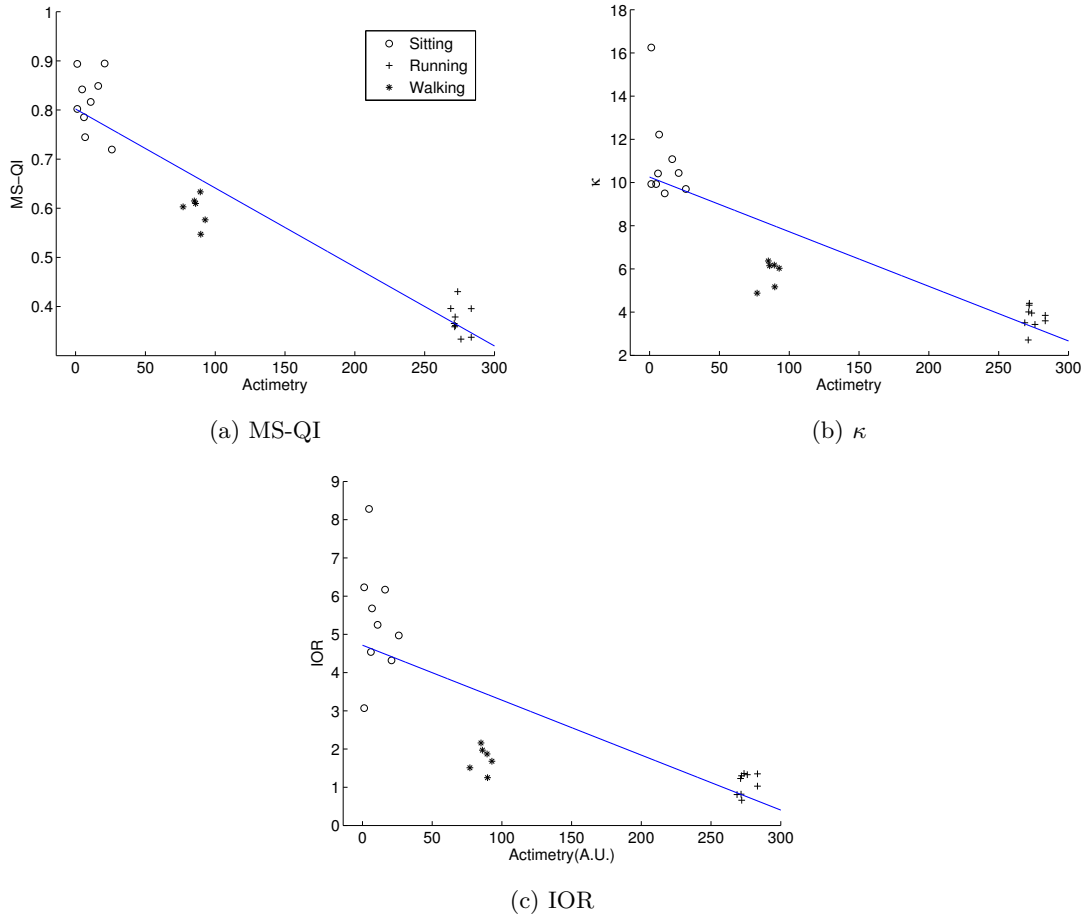 1
0.9
0.8
0.7
0.6
0.5
0.4
MS−QI
0 50 100 150 200 250 300
Actimetry
Sitting
Running
Walking
(a) MS-QI
18
16
14
12
10
8
6
4
2
κ
0 50 100 150 200 250 300
Actimetry
(b) κ
9
8
7
6
5
4
3
2
1
0
IOR
0 50 100 150 200 250 300
Actimetry(A.U.)
(c) IOR